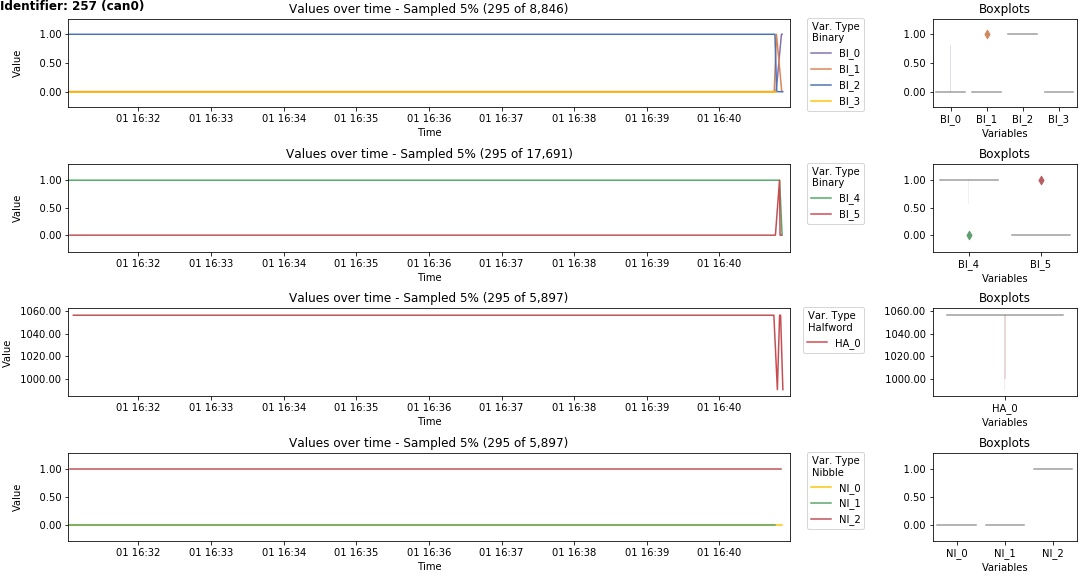 Identifier: 257 (can0)
Values over time - Sampled 5% (295 of 8,846)
Boxplots
Value
1.00
0.50
0.00
01 16:32 01 16:33 01 16:34 01 16:35 01 16:36 01 16:37 01 16:38 01 16:39 01 16:40
Time
Var. Type
Binary
BI_0
BI_1
BI_2
BI_3
1.00
0.50
0.00
BI_0 BI_1 BI_2 BI_3
Variables
Values over time - Sampled 5% (295 of 17,691)
Boxplots
Value
1.00
0.50
0.00
01 16:32 01 16:33 01 16:34 01 16:35 01 16:36 01 16:37 01 16:38 01 16:39 01 16:40
Time
Var. Type
Binary
BI_4
BI_5
1.00
0.50
0.00
BI_4 BI_5
Variables
Values over time - Sampled 5% (295 of 5,897)
Boxplots
Value
1060.00
1040.00
1020.00
1000.00
01 16:32 01 16:33 01 16:34 01 16:35 01 16:36 01 16:37 01 16:38 01 16:39 01 16:40
Time
Var. Type
Halfword
HA_0
1060.00
1040.00
1020.00
1000.00
HA_0
Variables
Values over time - Sampled 5% (295 of 5,897)
Boxplots
Value
1.00
0.50
0.00
01 16:32 01 16:33 01 16:34 01 16:35 01 16:36 01 16:37 01 16:38 01 16:39 01 16:40
Time
Var. Type
Nibble
NI_0
NI_1
NI_2
1.00
0.50
0.00
NI_0 NI_1 NI_2
Variables